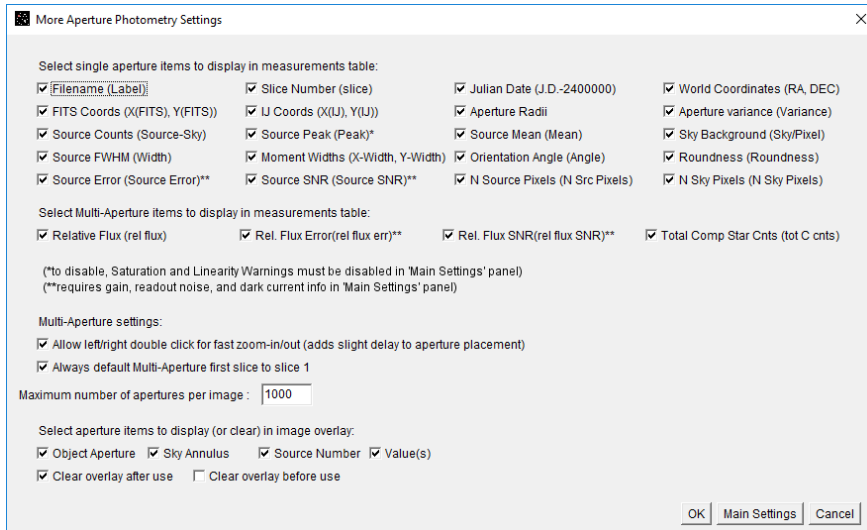 More Aperture Photometry Settings
Select single aperture items to display in measurements table:
Filename (Label) Slice Number (slice) Julian Date (J.D.-2400000) World Coordinates (RA, DEC)
FITS Coords (X(FITS), Y(FITS)) IJ Coords (X(IJ), Y(IJ)) Aperture Radii Aperture variance (Variance)
Source Counts (Source-Sky) Source Peak (Peak)* Source Mean (Mean) Sky Background (Sky/Pixel)
Source FWHM (Width) Moment Widths (X-Width, Y-Width) Orientation Angle (Angle) Roundness (Roundness)
Source Error (Source Error)** Source SNR (Source SNR)** N Source Pixels (N Src Pixels) N Sky Pixels (N Sky Pixels)
Select Multi-Aperture items to display in measurements table:
Relative Flux (rel flux) Rel. Flux Error(rel flux err)** Rel. Flux SNR(rel flux SNR)** Total Comp Star Cnts (tot C cnts)
(*to disable, Saturation and Linearity Warnings must be disabled in 'Main Settings' panel)
(**requires gain, readout noise, and dark current info in 'Main Settings' panel)
Multi-Aperture settings:
Allow left/right double click for fast zoom-in/out (adds slight delay to aperture placement)
Always default Multi-Aperture first slice to slice 1
Maximum number of apertures per image : 1000
Select aperture items to display (or clear) in image overlay:
Object Aperture Sky Annulus Source Number Value(s)
Clear overlay after use Clear overlay before use
OK Main Settings Cancel